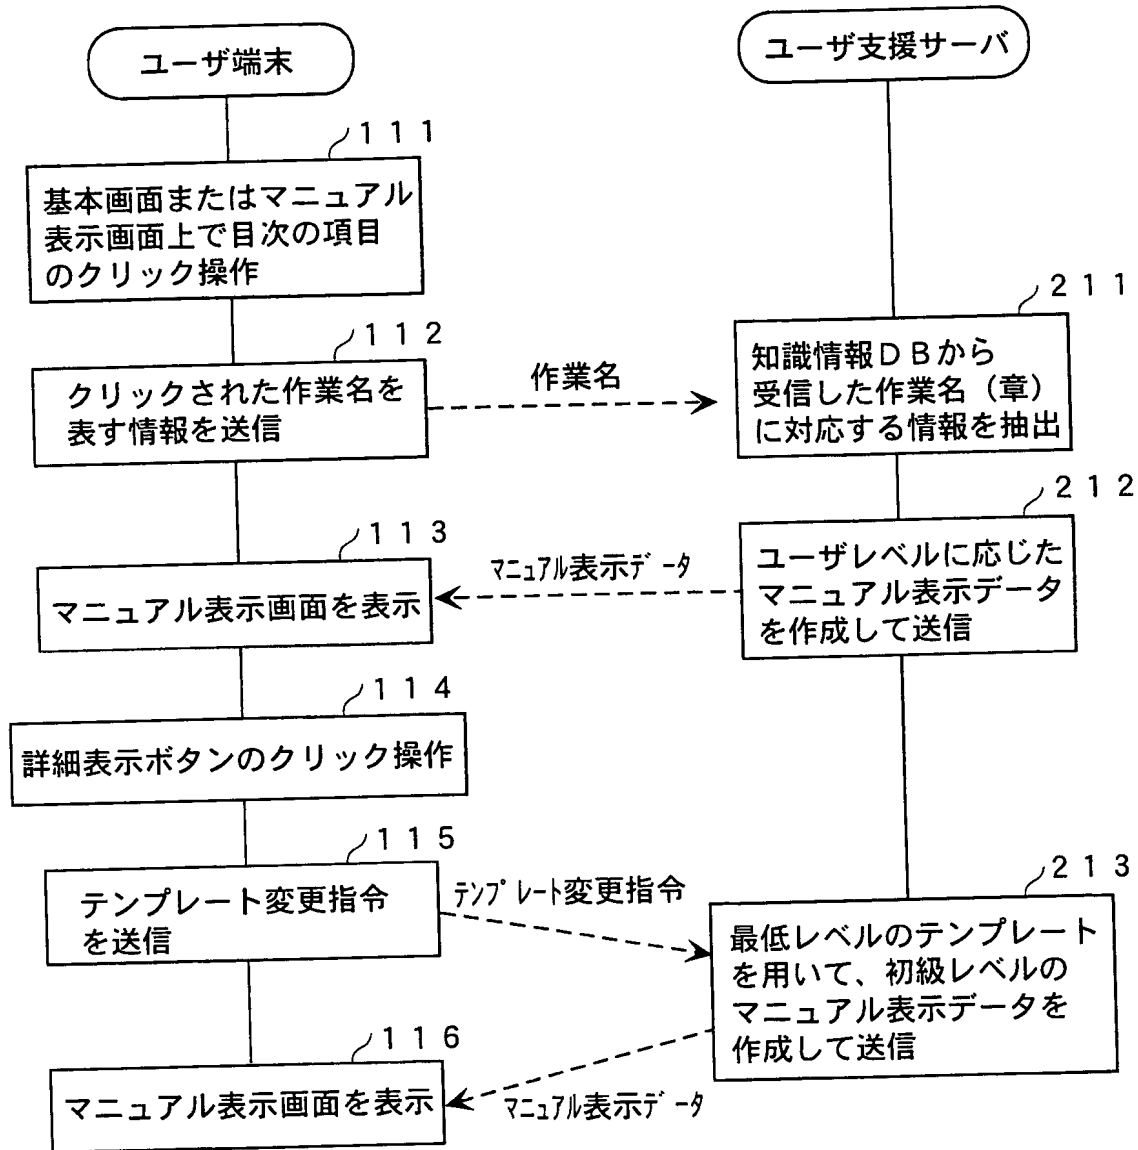 ユーザ端末
ユーザ支援サーバ
111
基本画面またはマニュアル
表示画面上で目次の項目
のクリック操作
112
クリックされた作業名を
表す情報を送信
作業名
211
知識情報DBから
受信した作業名（章）
に対応する情報を抽出
212
ユーザレベルに応じた
マニュアル表示データ
を作成して送信
マニュアル表示データ
113
マニュアル表示画面を表示
114
詳細表示ボタンのクリック操作
115
テンプレート変更指令
を送信
テンプレート変更指令
213
最低レベルのテンプレート
を用いて、初級レベルの
マニュアル表示データを
作成して送信
116
マニュアル表示画面を表示
マニュアル表示データ